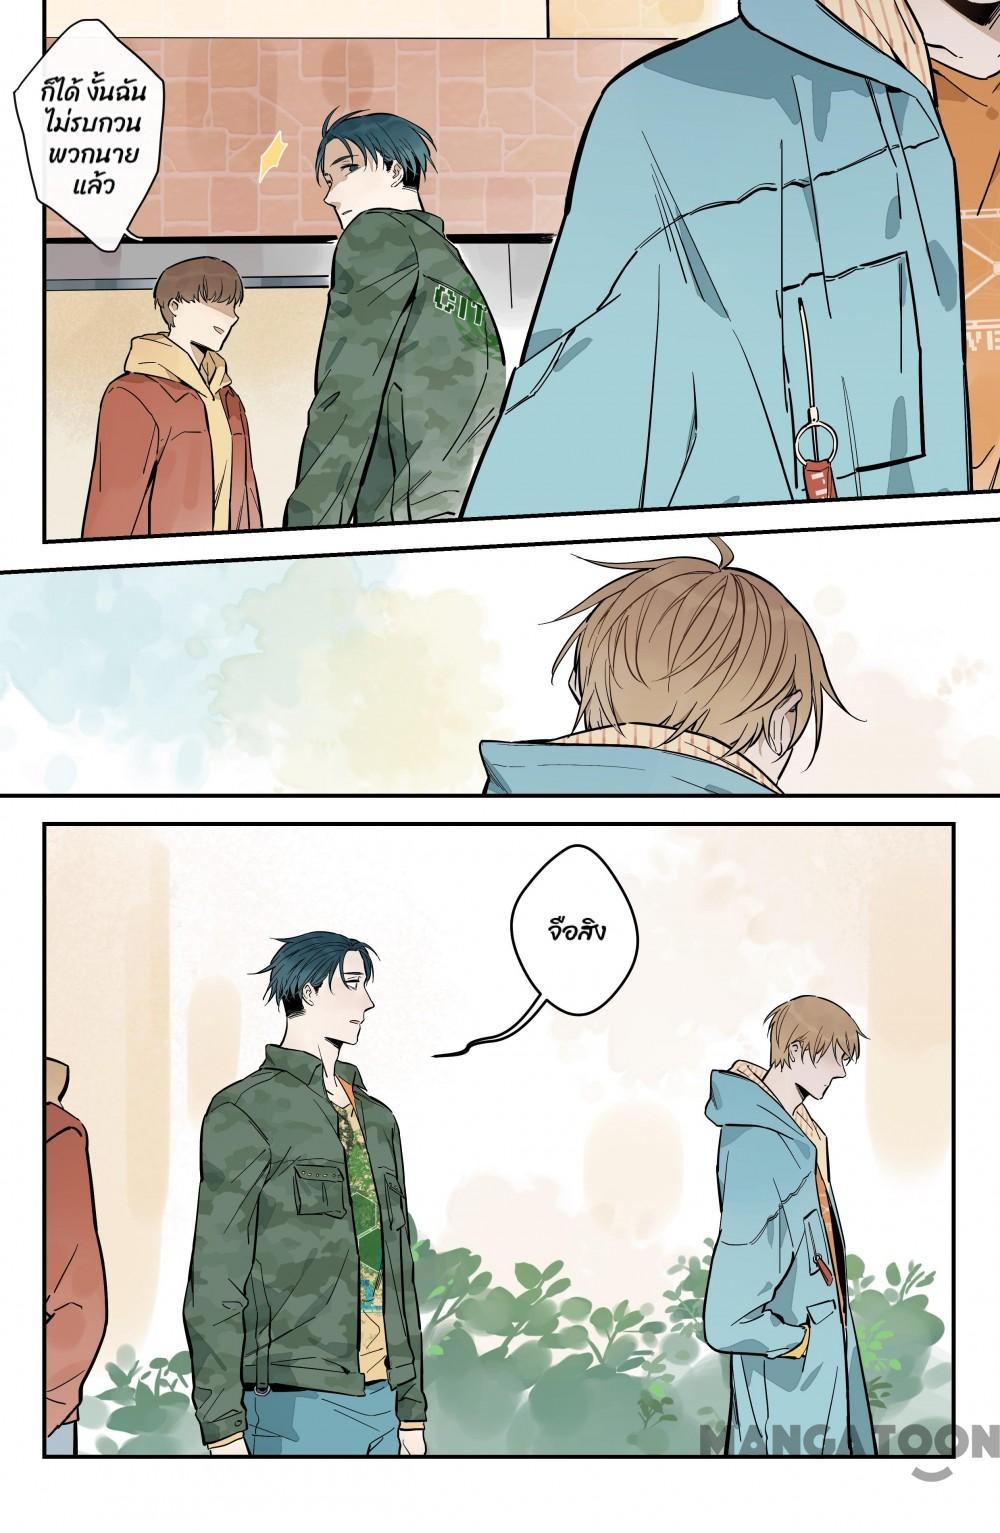 ก็ได้ งั้นฉัน
ไม่รบกวน
พวกนาย
แล้ว
CIT
VE
จือสิง
MANGATOON